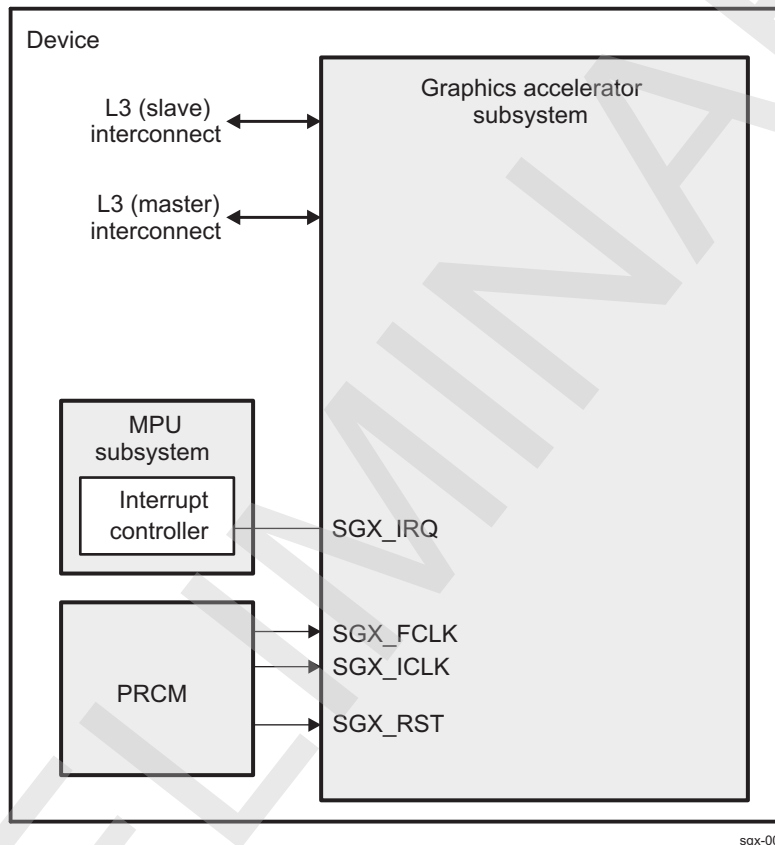 Device
Graphics accelerator
subsystem
L3 (slave)
interconnect
L3 (master)
interconnect
MPU
subsystem
Interrupt
controller
SGX_IRQ
PRCM
SGX_FCLK
SGX_ICLK
SGX_RST